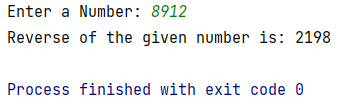 Enter a Number: 8912
Reverse of the given number is: 2198
Process finished with exit code 0